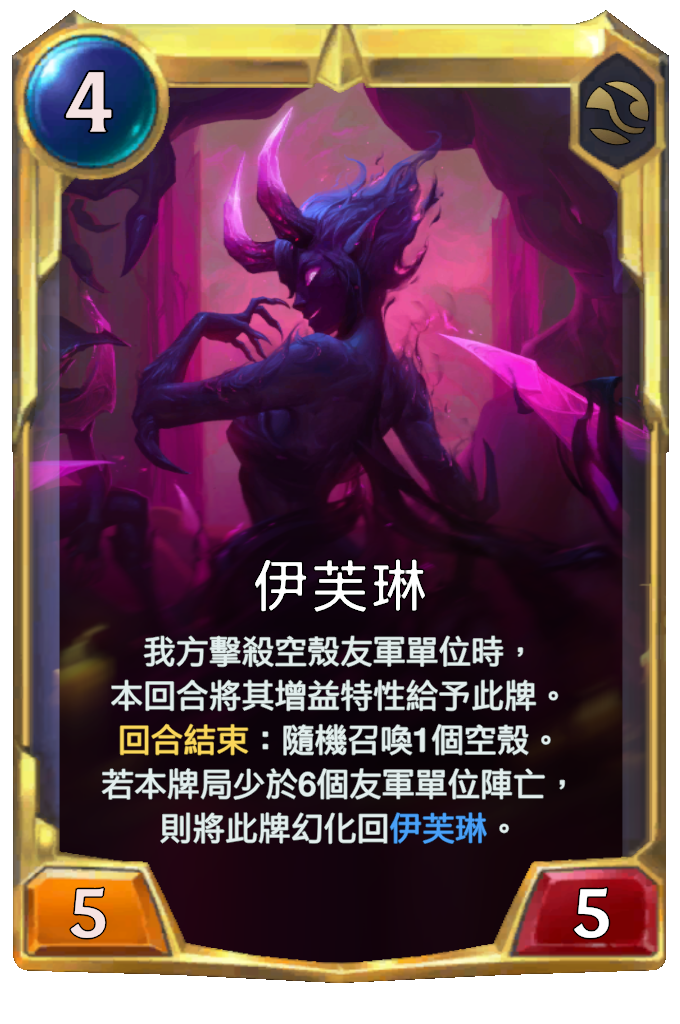 4
伊芙琳
我方擊殺空殼友軍單位時，
本回合將其增益特性給予此牌。
回合結束：隨機召喚1個空殼。
若本牌局少於6個友軍單位陣亡，
則將此牌幻化回伊芙琳。
5
5